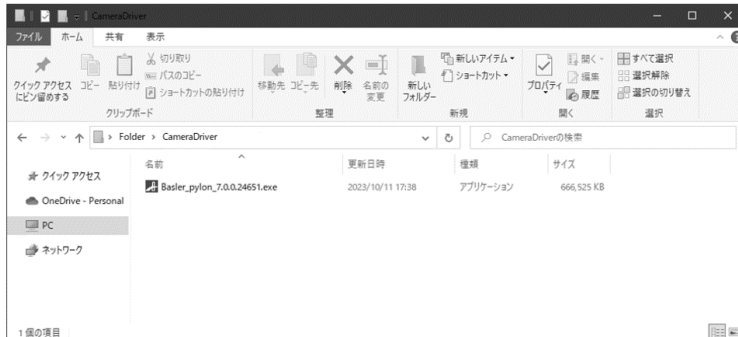 CameraDriver
ファイル ホーム 共有 表示
クイック アクセス
にピン留めする
コピー
貼り付け
切り取り
パスのコピー
ショートカットの貼り付け
クリップボード
移動先
コピー先
削除
名前の
変更
整理
新しい
フォルダー
新しいアイテム
ショートカット
新規
プロパティ
開く
編集
履歴
開く
すべて選択
選択解除
選択の切り替え
選択
Folder › CameraDriver
CameraDriverの検索
クイック アクセス
OneDrive - Personal
PC
ネットワーク
名前 更新日時 種類 サイズ
Basler_pylon_7.0.0.24651.exe 2023/10/11 17:38 アプリケーション 666,525 KB
1 個の項目